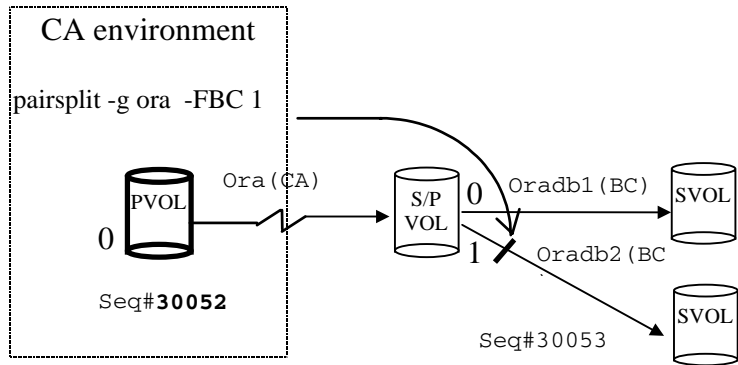 CA environment
pairsplit -g ora -FBC 1
Ora(CA)
PVOL
0
S/P
VOL
0
Oradb1(BC)
SVOL
1
Oradb2(BC
Seq#30052
Seq#30053
SVOL